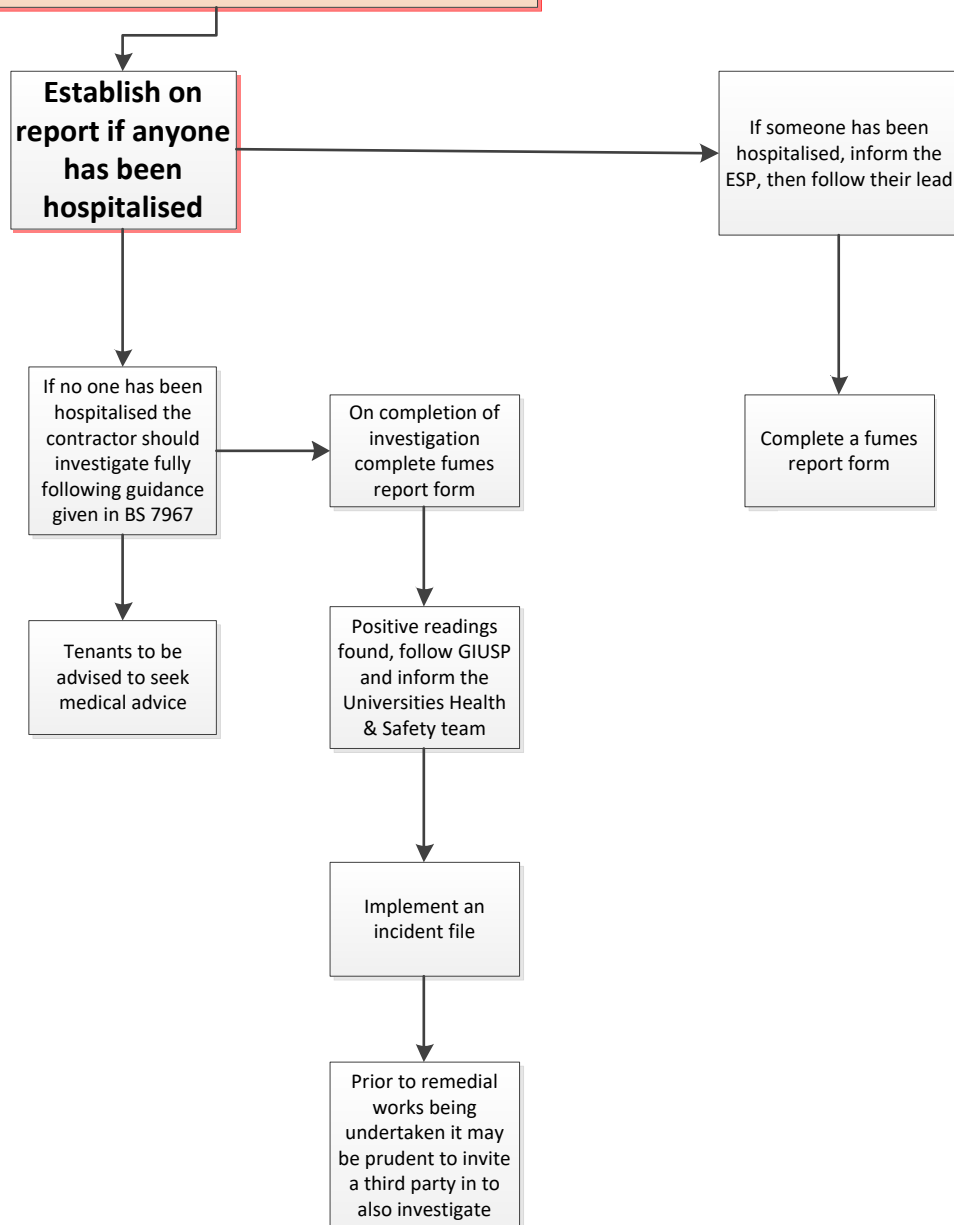 Establish on
report if anyone
has been
hospitalised
If someone has been
hospitalised, inform the
ESP, then follow their lead
If no one has been
hospitalised the
contractor should
investigate fully
following guidance
given in BS 7967
On completion of
investigation
complete fumes
report form
Complete a fumes
report form
Tenants to be
advised to seek
medical advice
Positive readings
found, follow GIUSP
and inform the
Universities Health
& Safety team
Implement an
incident file
Prior to remedial
works being
undertaken it may
be prudent to invite
a third party in to
also investigate